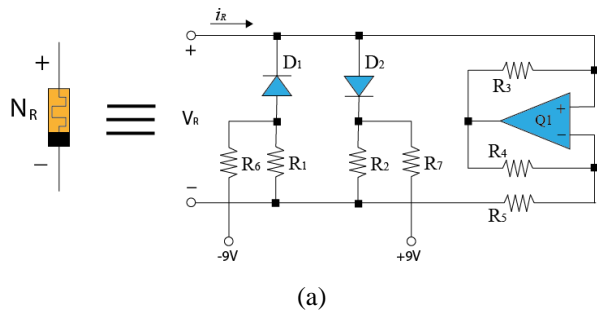 i_R
+
+
D₁
D₂
R₃
N_R
V_R
+
Q1
−
R₆
R₁
R₂
R₇
R₄
−
−
R₅
-9V
+9V
(a)